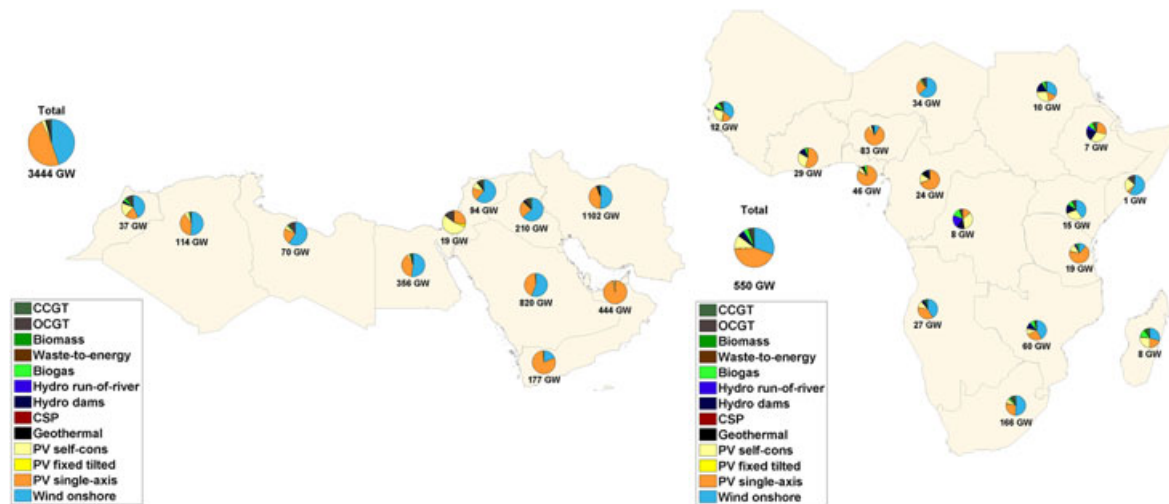 Total
3444 GW
37 GW
114 GW
70 GW
356 GW
19 GW
94 GW
210 GW
1102 GW
820 GW
444 GW
177 GW
CCGT
OCGT
Biomass
Waste-to-energy
Biogas
Hydro run-of-river
Hydro dams
CSP
Geothermal
PV self-cons
PV fixed tilted
PV single-axis
Wind onshore
12 GW
34 GW
10 GW
7 GW
83 GW
29 GW
46 GW
24 GW
1 GW
8 GW
15 GW
19 GW
27 GW
60 GW
8 GW
166 GW
Total
550 GW
CCGT
OCGT
Biomass
Waste-to-energy
Biogas
Hydro run-of-river
Hydro dams
CSP
Geothermal
PV self-cons
PV fixed tilted
PV single-axis
Wind onshore